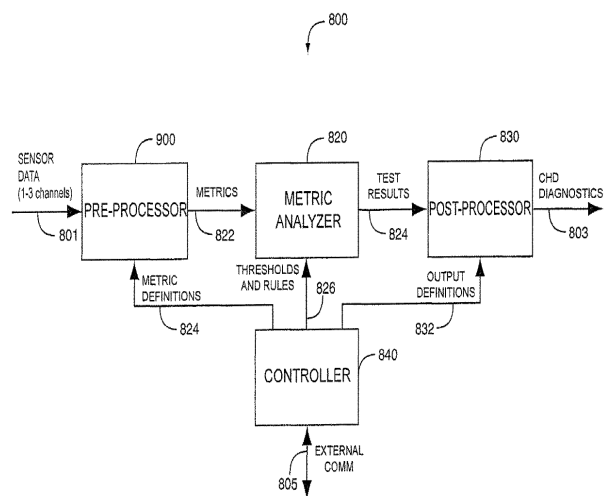 800
900
820
830
SENSOR
DATA
(1-3 channels)
801
PRE-PROCESSOR
METRICS
822
METRIC
ANALYZER
TEST
RESULTS
824
POST-PROCESSOR
CHD
DIAGNOSTICS
803
METRIC
DEFINITIONS
824
THRESHOLDS
AND RULES
826
OUTPUT
DEFINITIONS
832
840
CONTROLLER
805
EXTERNAL
COMM